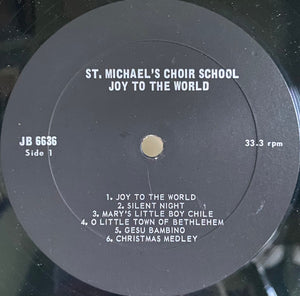 ST. MICHAEL'S CHOIR SCHOOL
JOY TO THE WORLD
JB 6636
Side 1
33.3 rpm
1. JOY TO THE WORLD
2. SILENT NIGHT
3. MARY'S LITTLE BOY CHILE
4. O LITTLE TOWN OF BETHLEHEM
5. GESU BAMBINO
6. CHRISTMAS MEDLEY